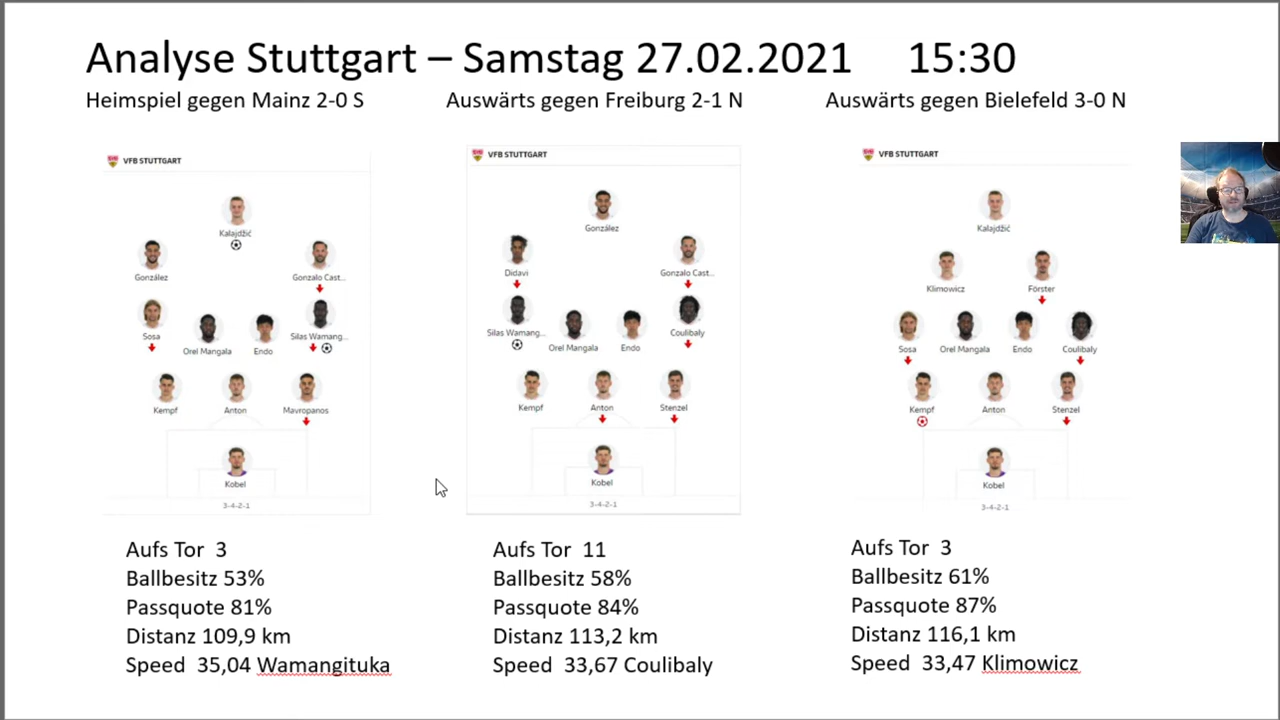 Analyse Stuttgart – Samstag 27.02.2021 15:30
Heimspiel gegen Mainz 2-0 S
Auswärts gegen Freiburg 2-1 N
Auswärts gegen Bielefeld 3-0 N
VFB STUTTGART
Kalajdžić
González
Gonzalo Cast...
Sosa
Orel Mangala
Endo
Silas Wamang...
Kempf
Anton
Mavropanos
Kobel
3-4-2-1
VFB STUTTGART
González
Didavi
Gonzalo Cast...
Silas Wamang...
Orel Mangala
Endo
Coulibaly
Kempf
Anton
Stenzel
Kobel
3-4-2-1
VFB STUTTGART
Kalajdžić
Klimowicz
Förster
Sosa
Orel Mangala
Endo
Coulibaly
Kempf
Anton
Stenzel
Kobel
3-4-2-1
Aufs Tor 3
Ballbesitz 53%
Passquote 81%
Distanz 109,9 km
Speed 35,04 Wamangituka
Aufs Tor 11
Ballbesitz 58%
Passquote 84%
Distanz 113,2 km
Speed 33,67 Coulibaly
Aufs Tor 3
Ballbesitz 61%
Passquote 87%
Distanz 116,1 km
Speed 33,47 Klimowicz